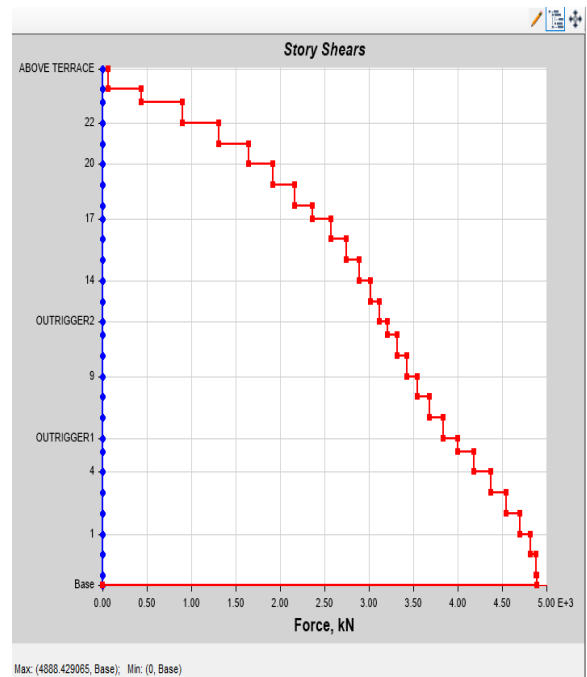 Story Shears
ABOVE TERRACE
22
20
17
14
OUTRIGGER2
9
OUTRIGGER1
4
1
Base
0.00 0.50 1.00 1.50 2.00 2.50 3.00 3.50 4.00 4.50 5.00 E+3
Force, kN
Max: (4888.429065, Base); Min: (0, Base)